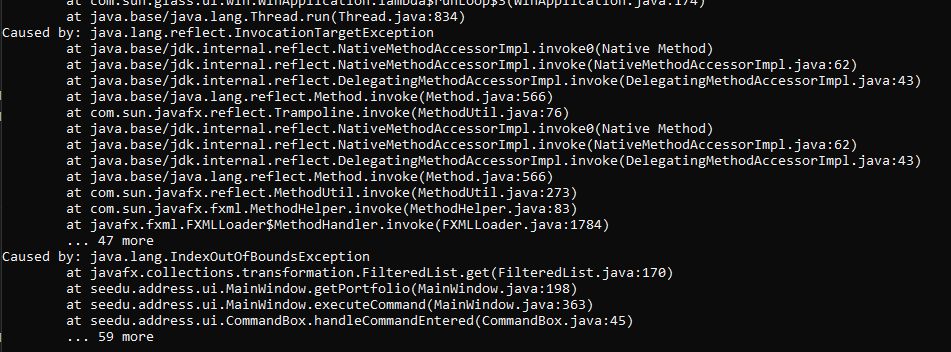 at com.sun.glass.ui.win.WinApplication.lambda$runLoop$3(WinApplication.java:174)
at java.base/java.lang.Thread.run(Thread.java:834)
Caused by: java.lang.reflect.InvocationTargetException
at java.base/jdk.internal.reflect.NativeMethodAccessorImpl.invoke0(Native Method)
at java.base/jdk.internal.reflect.NativeMethodAccessorImpl.invoke(NativeMethodAccessorImpl.java:62)
at java.base/jdk.internal.reflect.DelegatingMethodAccessorImpl.invoke(DelegatingMethodAccessorImpl.java:43)
at java.base/java.lang.reflect.Method.invoke(Method.java:566)
at com.sun.javafx.reflect.Trampoline.invoke(MethodUtil.java:76)
at java.base/jdk.internal.reflect.NativeMethodAccessorImpl.invoke0(Native Method)
at java.base/jdk.internal.reflect.NativeMethodAccessorImpl.invoke(NativeMethodAccessorImpl.java:62)
at java.base/jdk.internal.reflect.DelegatingMethodAccessorImpl.invoke(DelegatingMethodAccessorImpl.java:43)
at java.base/java.lang.reflect.Method.invoke(Method.java:566)
at com.sun.javafx.reflect.MethodUtil.invoke(MethodUtil.java:273)
at com.sun.javafx.fxml.MethodHelper.invoke(MethodHelper.java:83)
at javafx.fxml.FXMLLoader$MethodHandler.invoke(FXMLLoader.java:1784)
... 47 more
Caused by: java.lang.IndexOutOfBoundsException
at javafx.collections.transformation.FilteredList.get(FilteredList.java:170)
at seedu.address.ui.MainWindow.getPortfolio(MainWindow.java:198)
at seedu.address.ui.MainWindow.executeCommand(MainWindow.java:363)
at seedu.address.ui.CommandBox.handleCommandEntered(CommandBox.java:45)
... 59 more